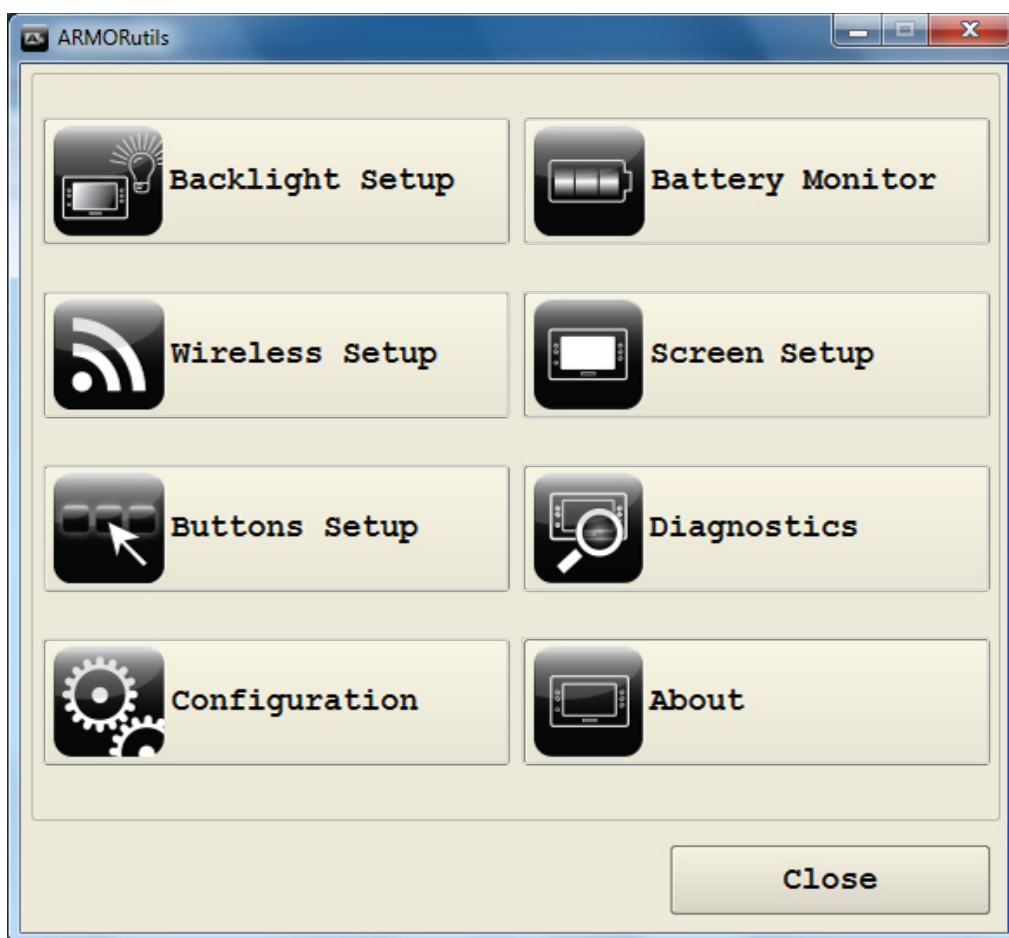 ARMORutils
Backlight Setup
Battery Monitor
Wireless Setup
Screen Setup
Buttons Setup
Diagnostics
Configuration
About
Close